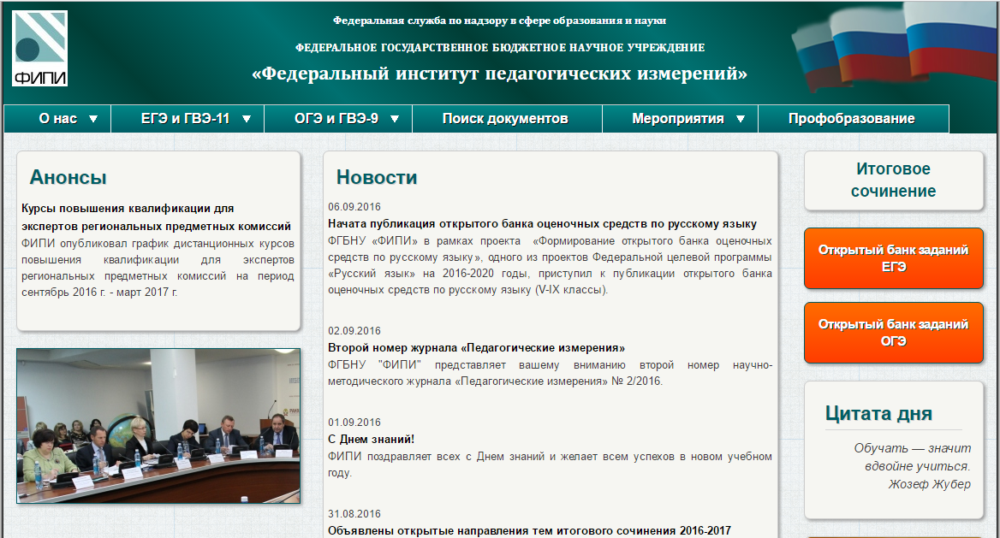 ФИПИ
Федеральная служба по надзору в сфере образования и науки
ФЕДЕРАЛЬНОЕ ГОСУДАРСТВЕННОЕ БЮДЖЕТНОЕ НАУЧНОЕ УЧРЕЖДЕНИЕ
«Федеральный институт педагогических измерений»
О нас
ЕГЭ и ГВЭ-11
ОГЭ и ГВЭ-9
Поиск документов
Мероприятия
Профобразование
Анонсы
Курсы повышения квалификации для
экспертов региональных предметных комиссий
ФИПИ опубликовал график дистанционных курсов
повышения квалификации для экспертов
региональных предметных комиссий на период
сентябрь 2016 г. - март 2017 г.
Новости
06.09.2016
Начата публикация открытого банка оценочных средств по русскому языку
ФГБНУ «ФИПИ» в рамках проекта «Формирование открытого банка оценочных
средств по русскому языку», одного из проектов Федеральной целевой программы
«Русский язык» на 2016-2020 годы, приступил к публикации открытого банка
оценочных средств по русскому языку (V-IX классы).
02.09.2016
Второй номер журнала «Педагогические измерения»
ФГБНУ "ФИПИ" представляет вашему вниманию второй номер научно-
методического журнала «Педагогические измерения» № 2/2016.
01.09.2016
С Днем знаний!
ФИПИ поздравляет всех с Днем знаний и желает всем успехов в новом учебном
году.
31.08.2016
Объявлены открытые направления тем итогового сочинения 2016-2017
Итоговое
сочинение
Открытый банк заданий
ЕГЭ
Открытый банк заданий
ОГЭ
Цитата дня
Обучать — значит
вдвойне учиться.
Жозеф Жубер